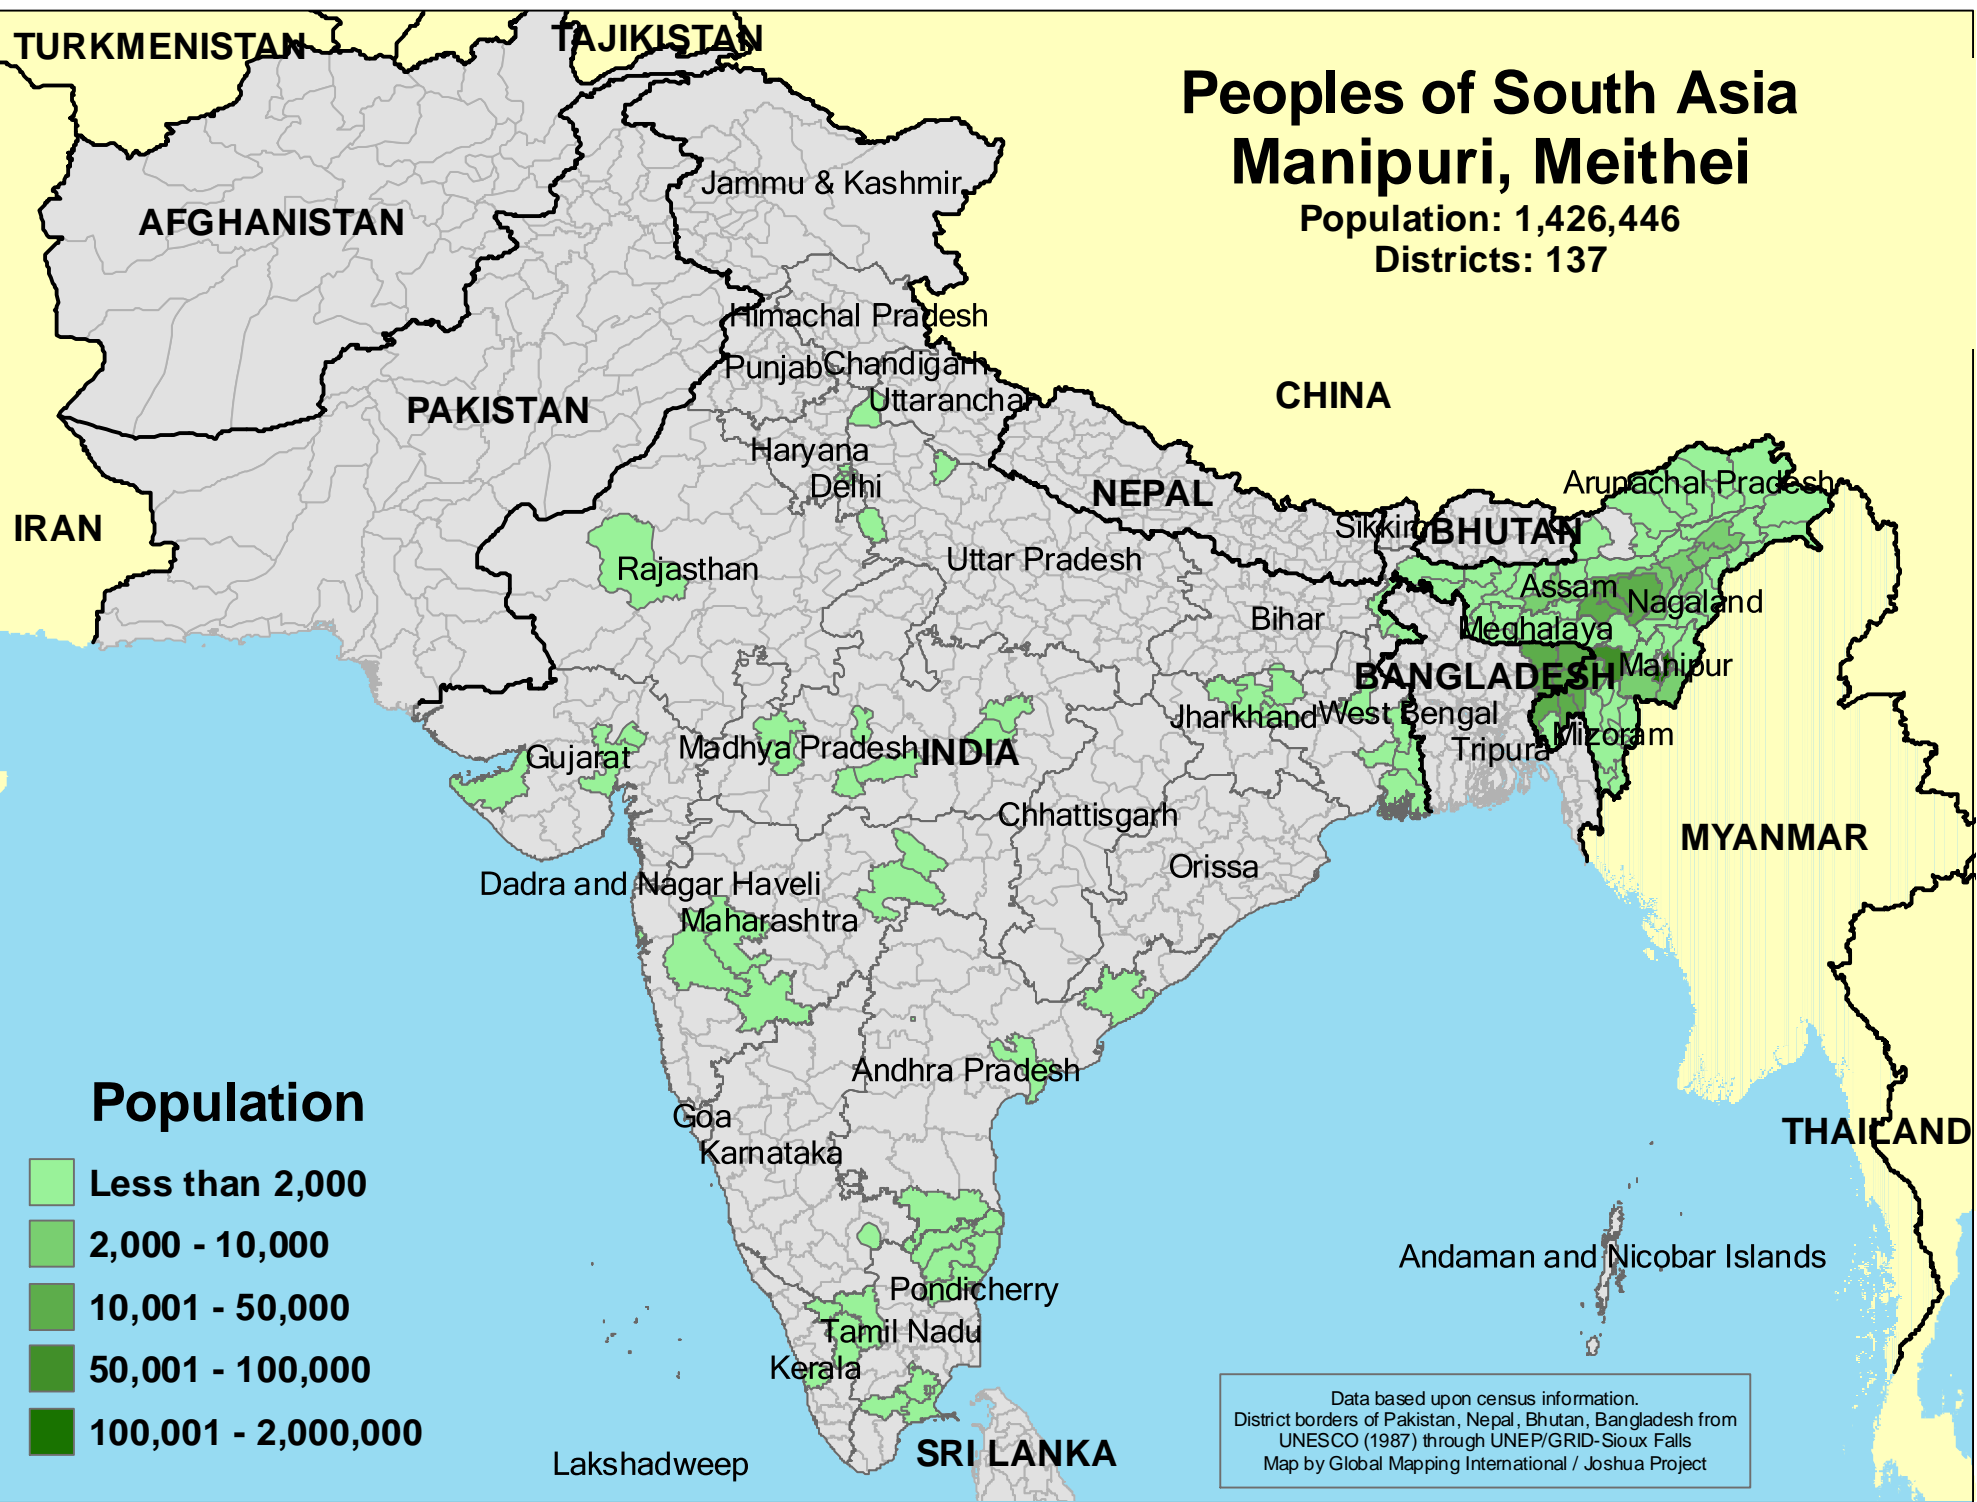 TURKMENISTAN
TAJIKISTAN
Peoples of South Asia
Manipuri, Meithei
Population: 1,426,446
Districts: 137
Jammu & Kashmir
AFGHANISTAN
Himachal Pradesh
Punjab
Chandigarh
CHINA
PAKISTAN
Uttaranchal
Haryana
Delhi
NEPAL
Arunachal Pradesh
IRAN
Sikkim
BHUTAN
Uttar Pradesh
Rajasthan
Assam
Nagaland
Bihar
Meghalaya
BANGLADESH
Manipur
Jharkhand
West Bengal
Gujarat
Madhya Pradesh
INDIA
Tripura
Mizoram
Chhattisgarh
MYANMAR
Orissa
Dadra and Nagar Haveli
Maharashtra
Andhra Pradesh
Goa
Karnataka
THAILAND
Andaman and Nicobar Islands
Pondicherry
Tamil Nadu
Kerala
Lakshadweep
SRI LANKA
Population
Less than 2,000
2,000 - 10,000
10,001 - 50,000
50,001 - 100,000
100,001 - 2,000,000
Data based upon census information.
District borders of Pakistan, Nepal, Bhutan, Bangladesh from
UNESCO (1987) through UNEP/GRID-Sioux Falls
Map by Global Mapping International / Joshua Project